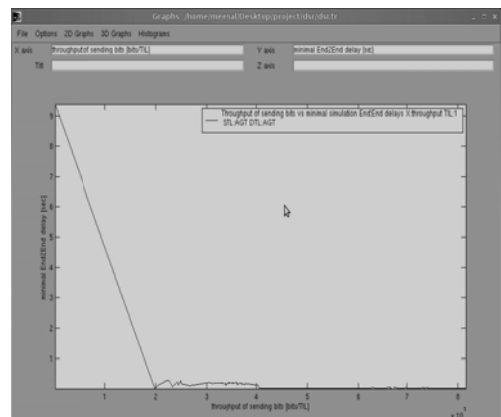 Graphs: /home/meesal/Desktop/project/dsr/dsr.tr
File Options 2D Graphs 3D Graphs Histograms
X axis throughput of sending bits [bits/TIL] Y axis minimal End2End delay [sec]
Titl Z axis
Throughput of sending bits vs minimal simulation End2End delays X:throughput TIL:1
STL:AGT DTL:AGT
minimal End2End delay [sec]
9
8
7
6
5
4
3
2
1
1 2 3 4 5 6 7 8
throughput of sending bits [bits/TIL]